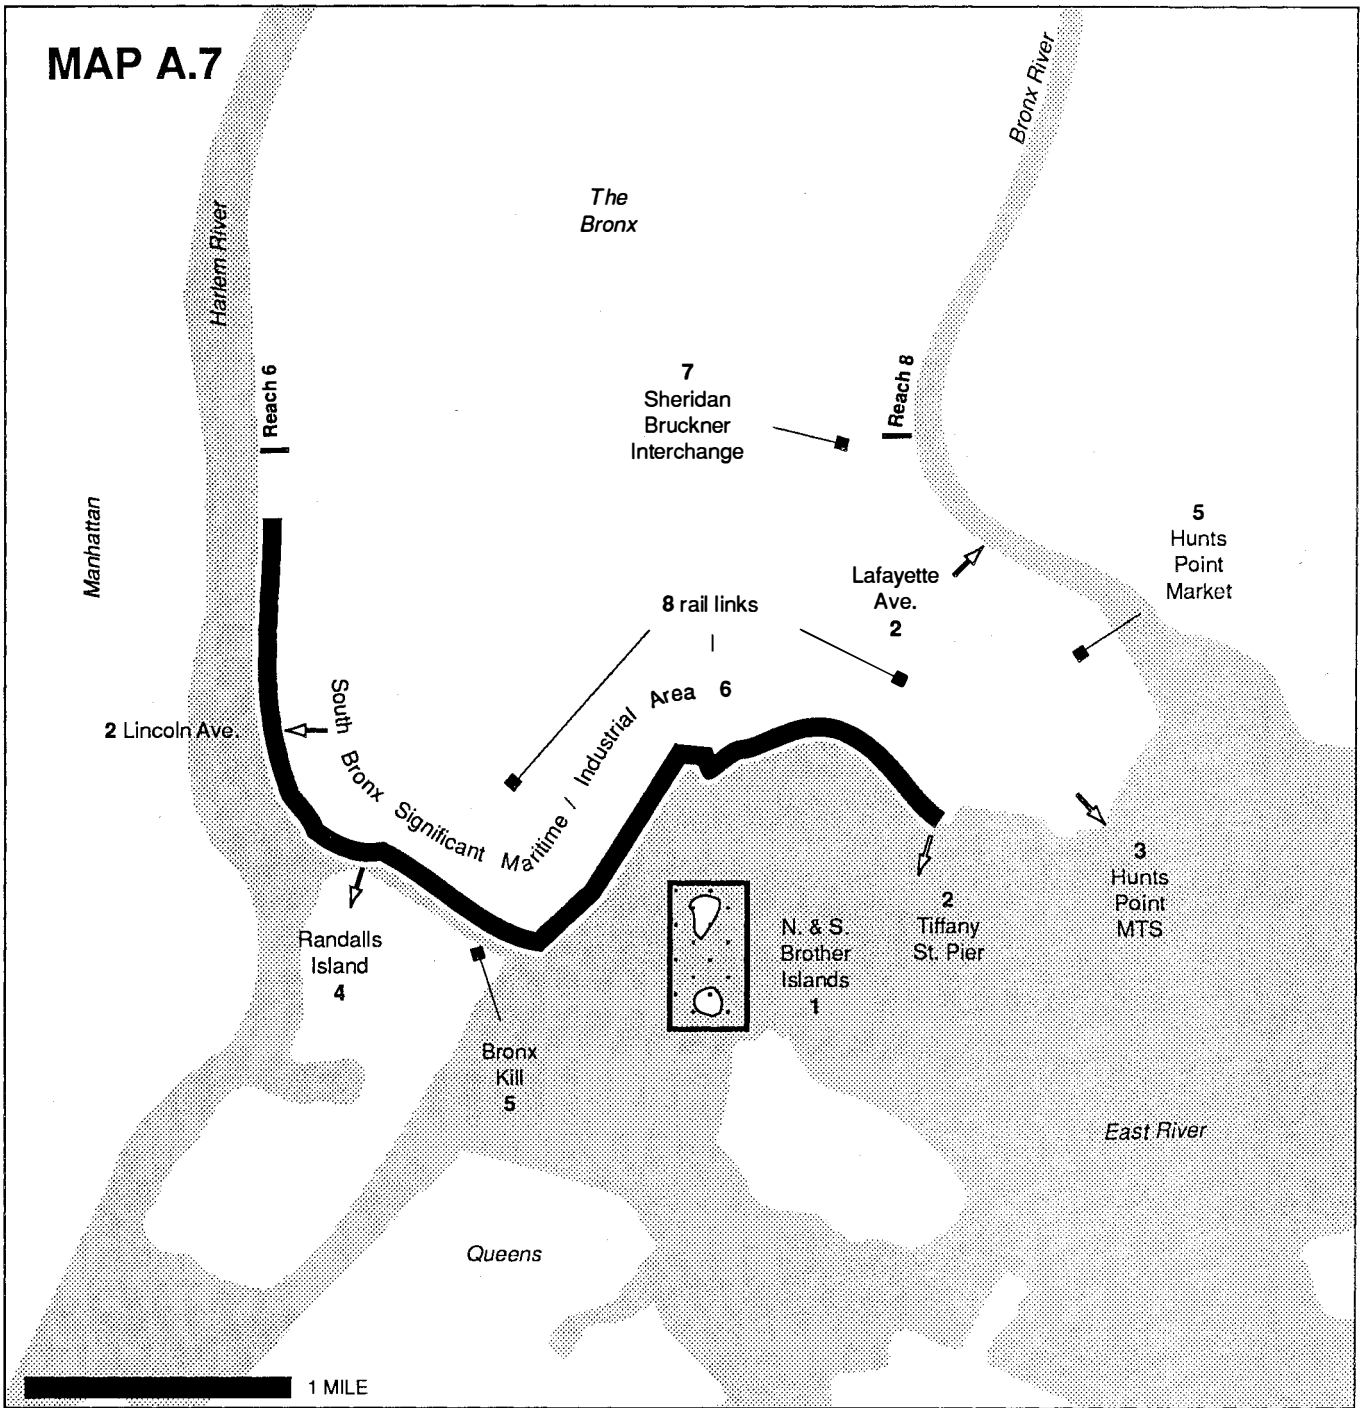 MAP A.7
Bronx River
Harlem River
The
Bronx
Reach 6
7
Sheridan
Bruckner
Interchange
Reach 8
Manhattan
5
Hunts
Point
Market
Lafayette
Ave.
2
8 rail links
2 Lincoln Ave.
South Bronx Significant Maritime / Industrial Area 6
3
Hunts
Point
MTS
2
Tiffany
St. Pier
N. & S.
Brother
Islands
1
Randalls
Island
4
Bronx
Kill
5
East River
Queens
1 MILE